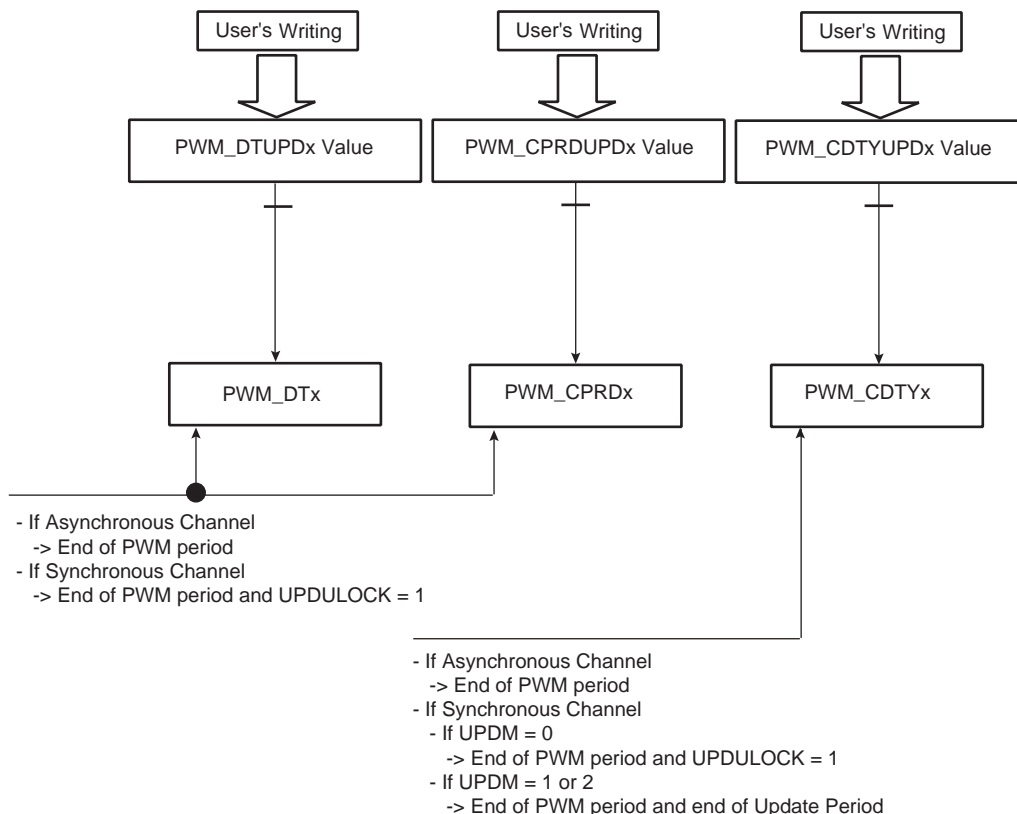 User's Writing
User's Writing
User's Writing
PWM_DTUPDx Value
PWM_CPRDUPDx Value
PWM_CDTYUPDx Value
PWM_DTx
PWM_CPRDx
PWM_CDTYx
- If Asynchronous Channel
-> End of PWM period
- If Synchronous Channel
-> End of PWM period and UPDULOCK = 1
- If Asynchronous Channel
-> End of PWM period
- If Synchronous Channel
- If UPDM = 0
-> End of PWM period and UPDULOCK = 1
- If UPDM = 1 or 2
-> End of PWM period and end of Update Period